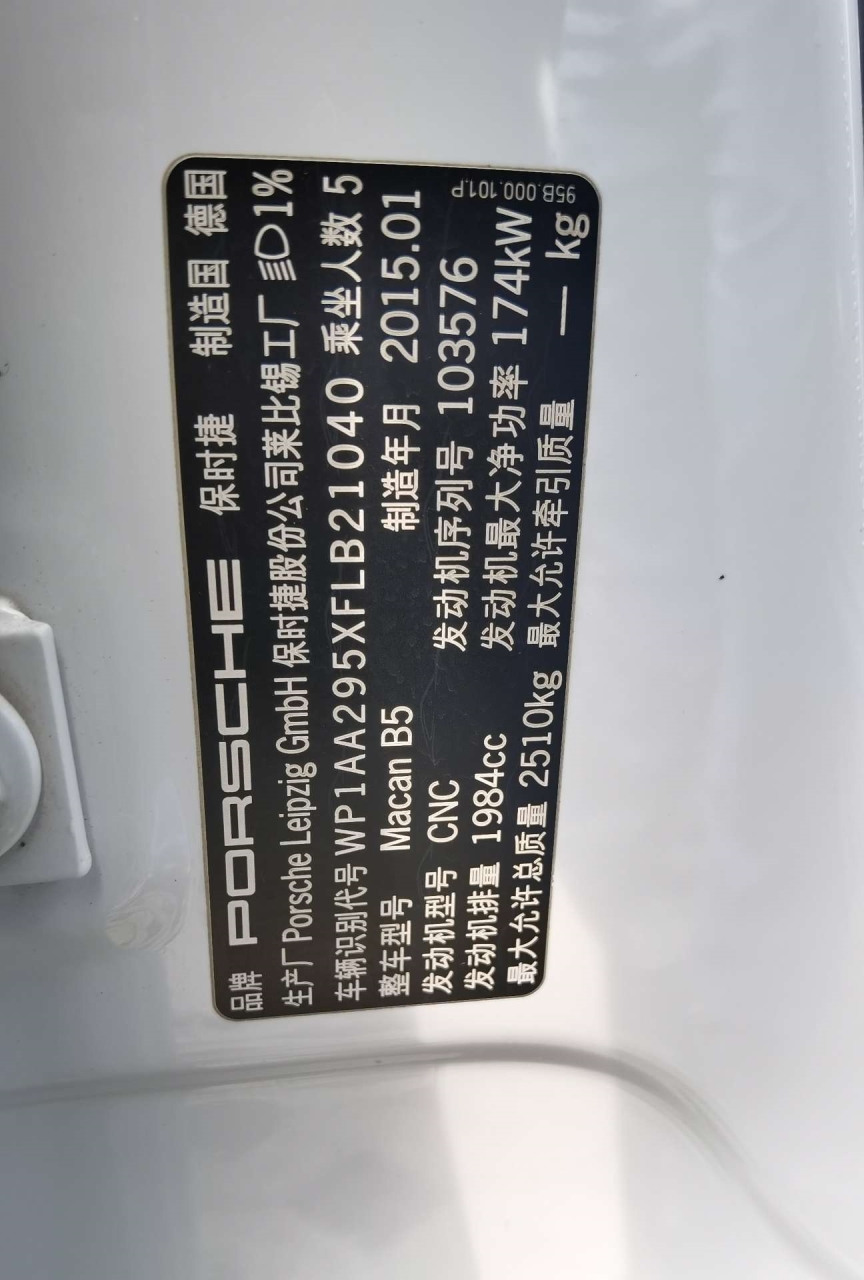 品牌 PORSCHE 保时捷 制造国 德国
生产厂 Porsche Leipzig GmbH 保时捷股份公司莱比锡工厂 1%
车辆识别代号 WP1AA295XFLB21040 乘坐人数 5
整车型号 Macan B5 制造年月 2015.01
发动机型号 CNC 发动机序列号 103576
发动机排量 1984cc 发动机最大净功率 174kW
最大允许总质量 2510kg 最大允许牵引质量 — kg
95B.000.101.P